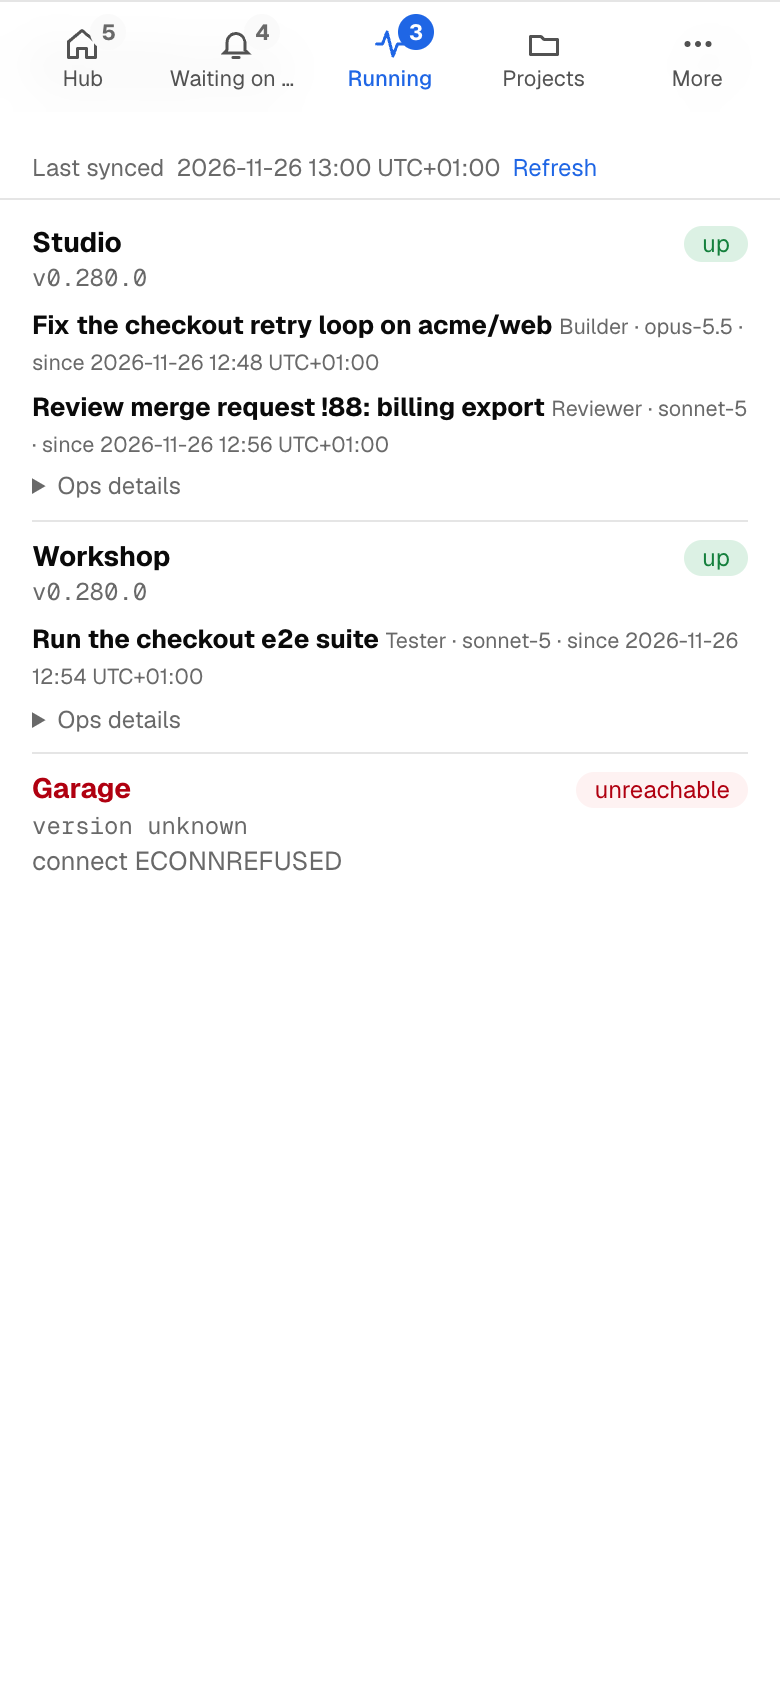 5
Hub
4
Waiting on ...
3
Running
Projects
More
Last synced 2026-11-26 13:00 UTC+01:00 Refresh
Studio up
v0.280.0
Fix the checkout retry loop on acme/web Builder · opus-5.5 ·
since 2026-11-26 12:48 UTC+01:00
Review merge request !88: billing export Reviewer · sonnet-5
· since 2026-11-26 12:56 UTC+01:00
Ops details
Workshop up
v0.280.0
Run the checkout e2e suite Tester · sonnet-5 · since 2026-11-26
12:54 UTC+01:00
Ops details
Garage unreachable
version unknown
connect ECONNREFUSED